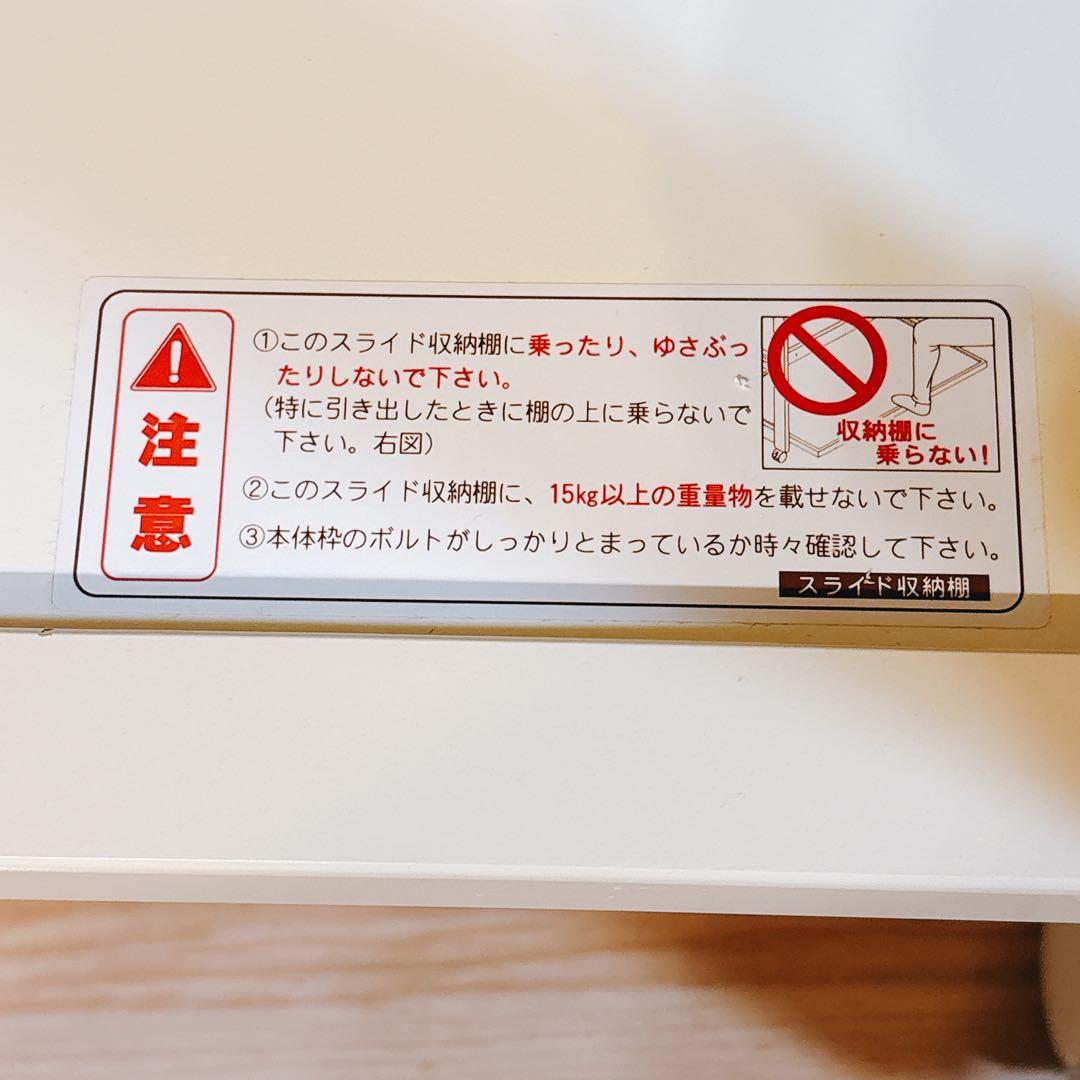 注意
①このスライド収納棚に乗ったり、ゆさぶっ
たりしないで下さい。
(特に引き出したときに棚の上に乗らないで
下さい。右図)
収納棚に
乗らない!
②このスライド収納棚に、15kg以上の重量物を載せないで下さい。
③本体枠のボルトがしっかりとまっているか時々確認して下さい。
スライド収納棚